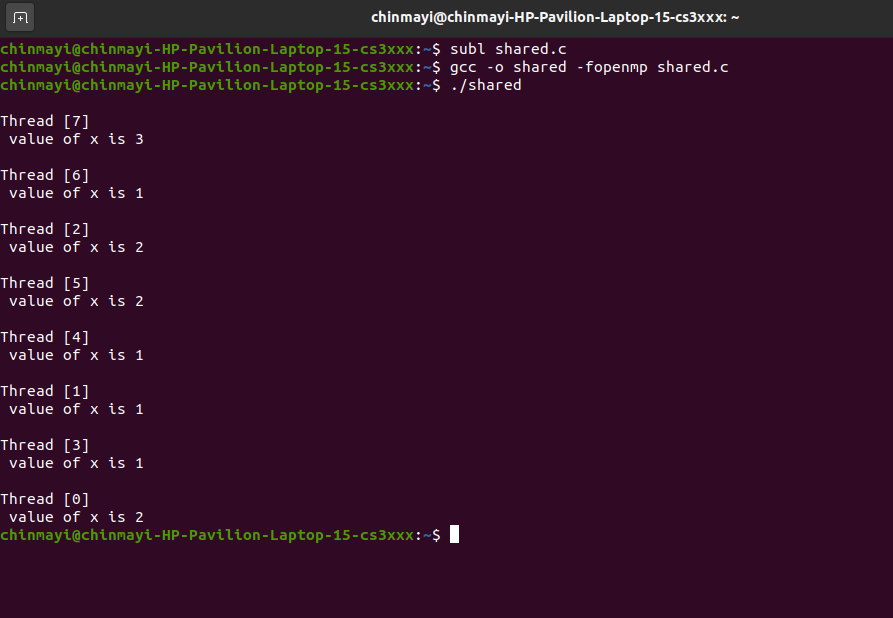 chinmayi@chinmayi-HP-Pavilion-Laptop-15-cs3xxx: ~
chinmayi@chinmayi-HP-Pavilion-Laptop-15-cs3xxx:~$ subl shared.c
chinmayi@chinmayi-HP-Pavilion-Laptop-15-cs3xxx:~$ gcc -o shared -fopenmp shared.c
chinmayi@chinmayi-HP-Pavilion-Laptop-15-cs3xxx:~$ ./shared
Thread [7]
value of x is 3
Thread [6]
value of x is 1
Thread [2]
value of x is 2
Thread [5]
value of x is 2
Thread [4]
value of x is 1
Thread [1]
value of x is 1
Thread [3]
value of x is 1
Thread [0]
value of x is 2
chinmayi@chinmayi-HP-Pavilion-Laptop-15-cs3xxx:~$